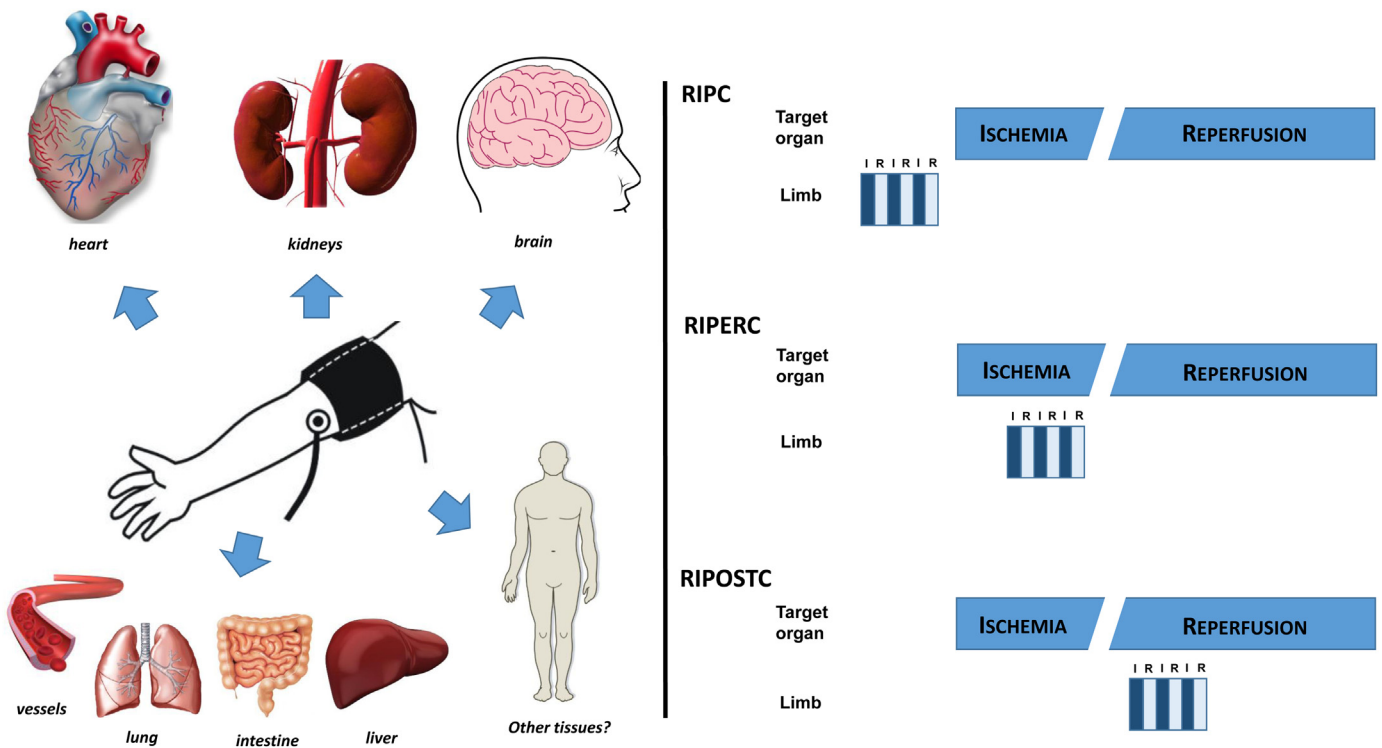 heart
kidneys
brain
vessels
lung
intestine
liver
Other tissues?
RIPC
Target
organ
ISCHEMIA
REPERFUSION
I R I R I R
Limb
RIPERC
Target
organ
ISCHEMIA
REPERFUSION
I R I R I R
Limb
RIPOSTC
Target
organ
ISCHEMIA
REPERFUSION
I R I R I R
Limb